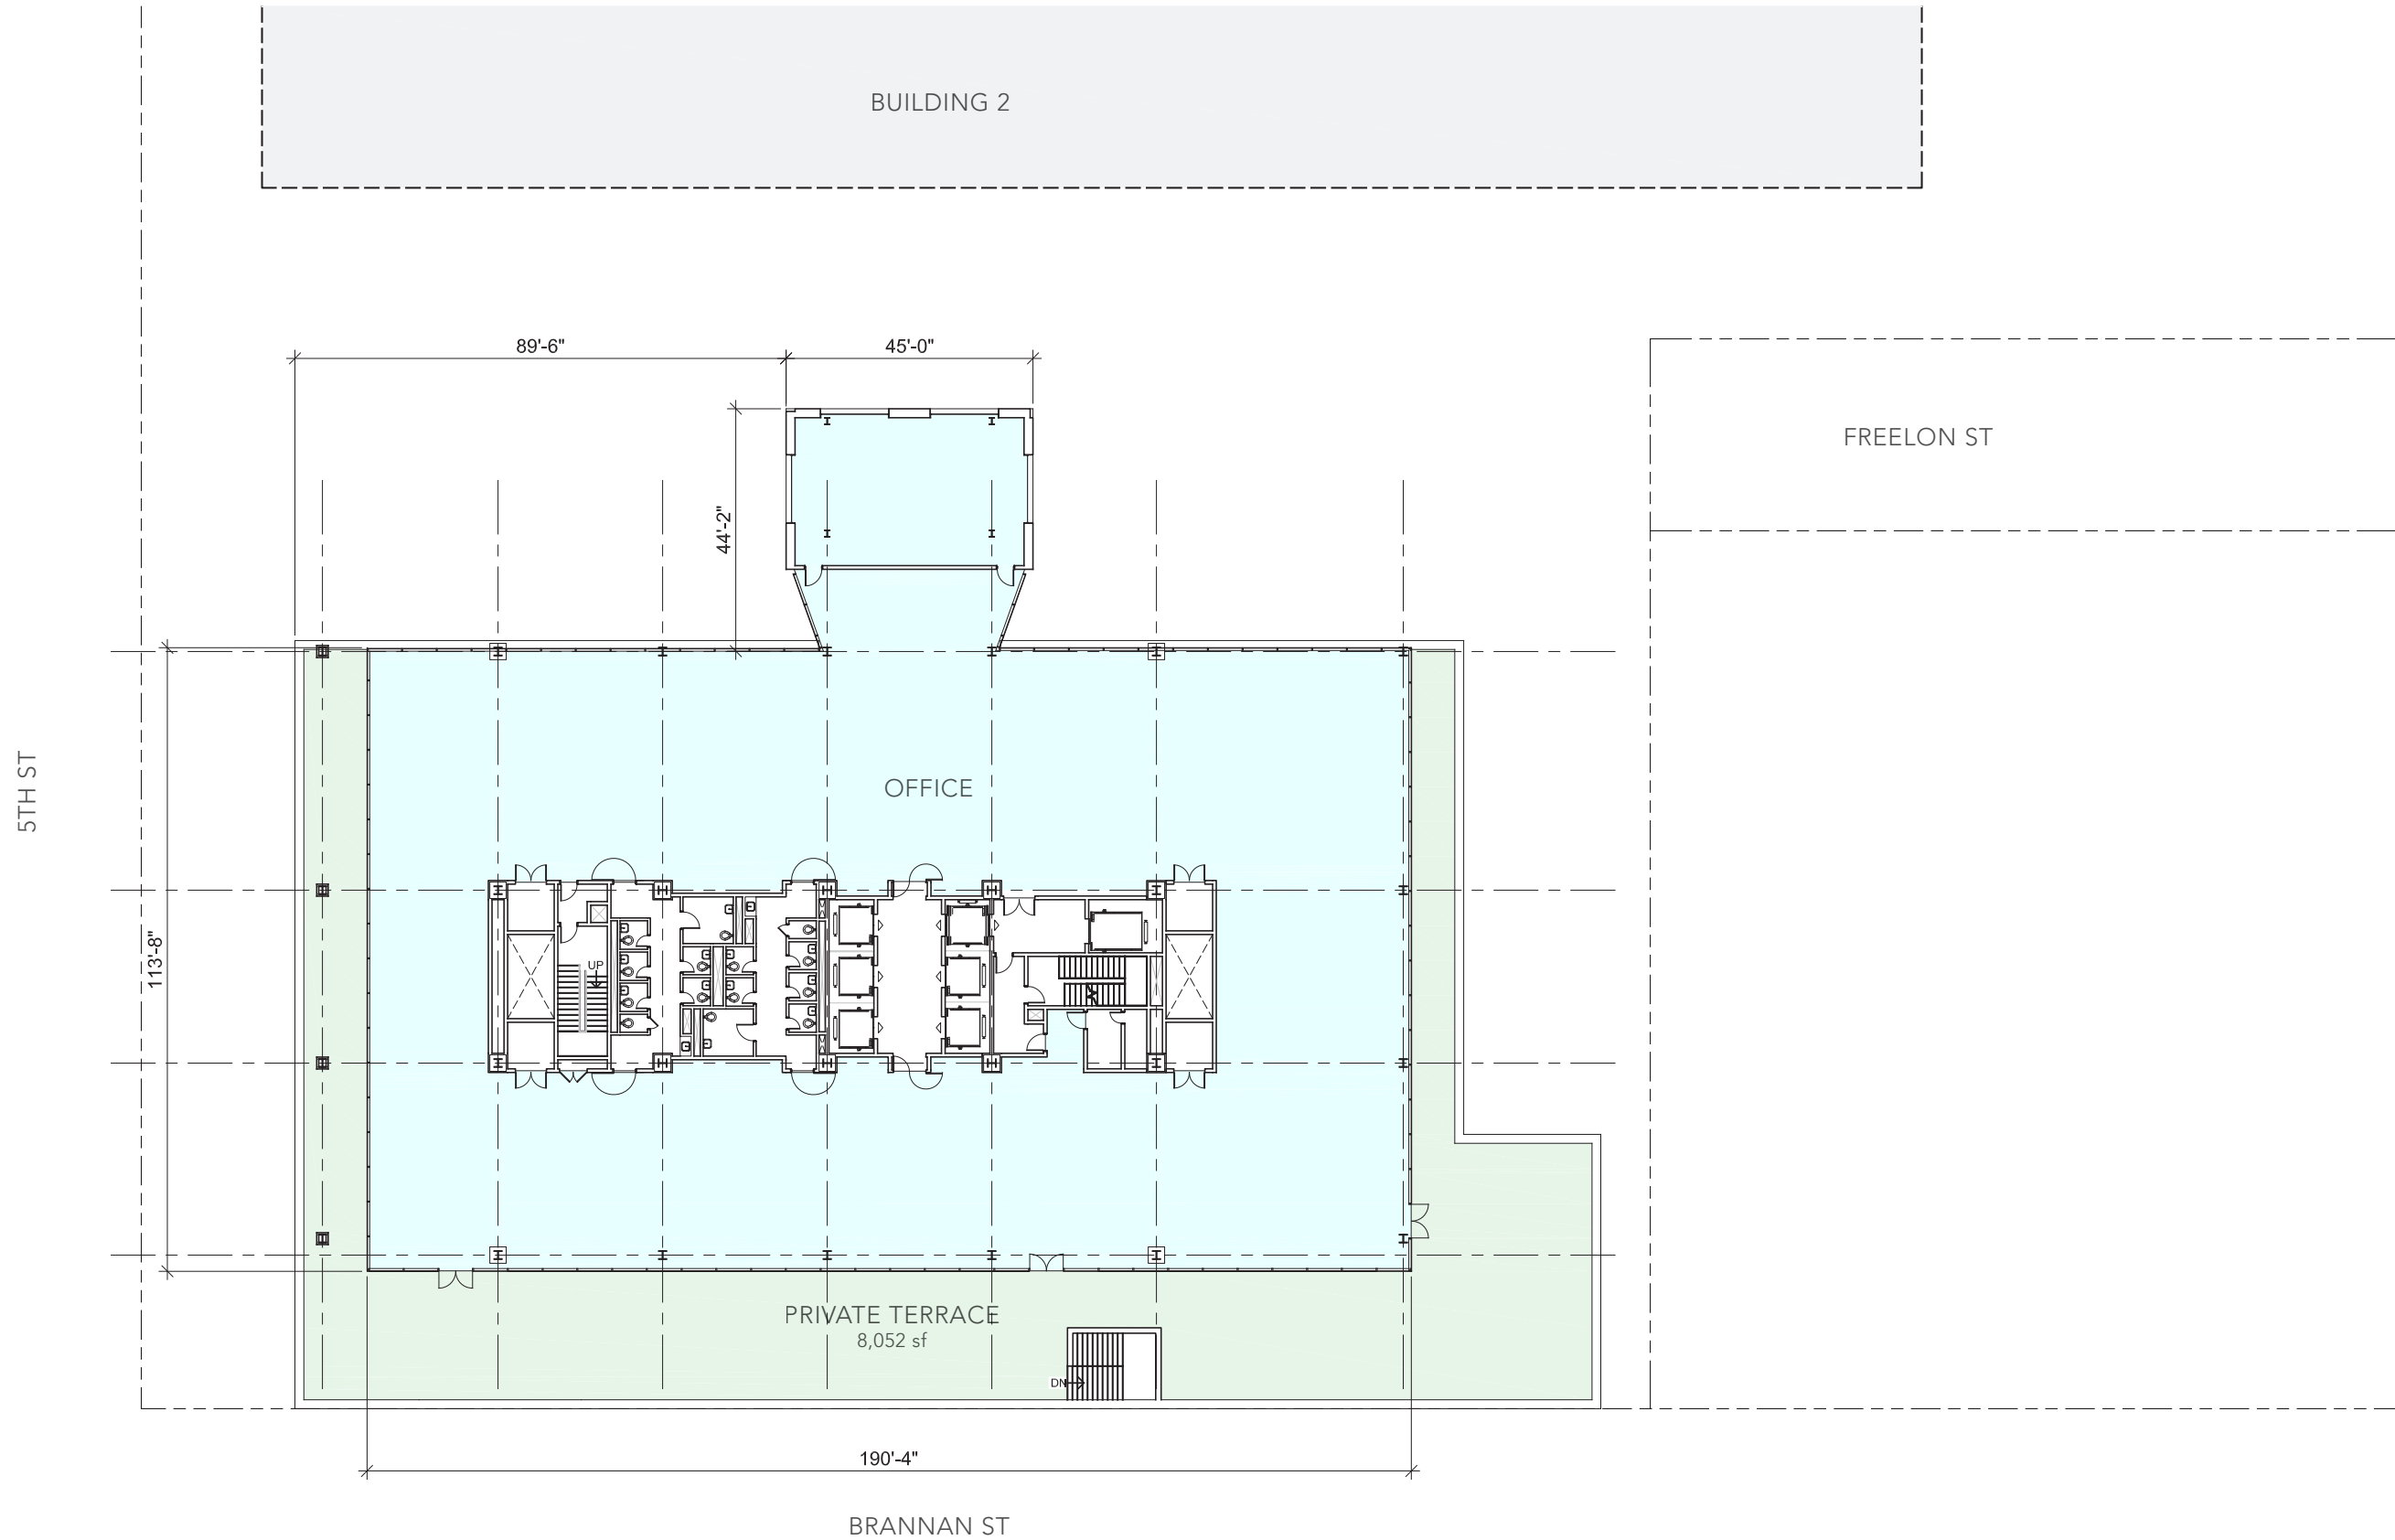 BUILDING 2
89'-6"
45'-0"
FREELON ST
44'-2"
5TH ST
OFFICE
113'-8"
UP
PRIVATE TERRACE
8,052 sf
DN
190'-4"
BRANNAN ST